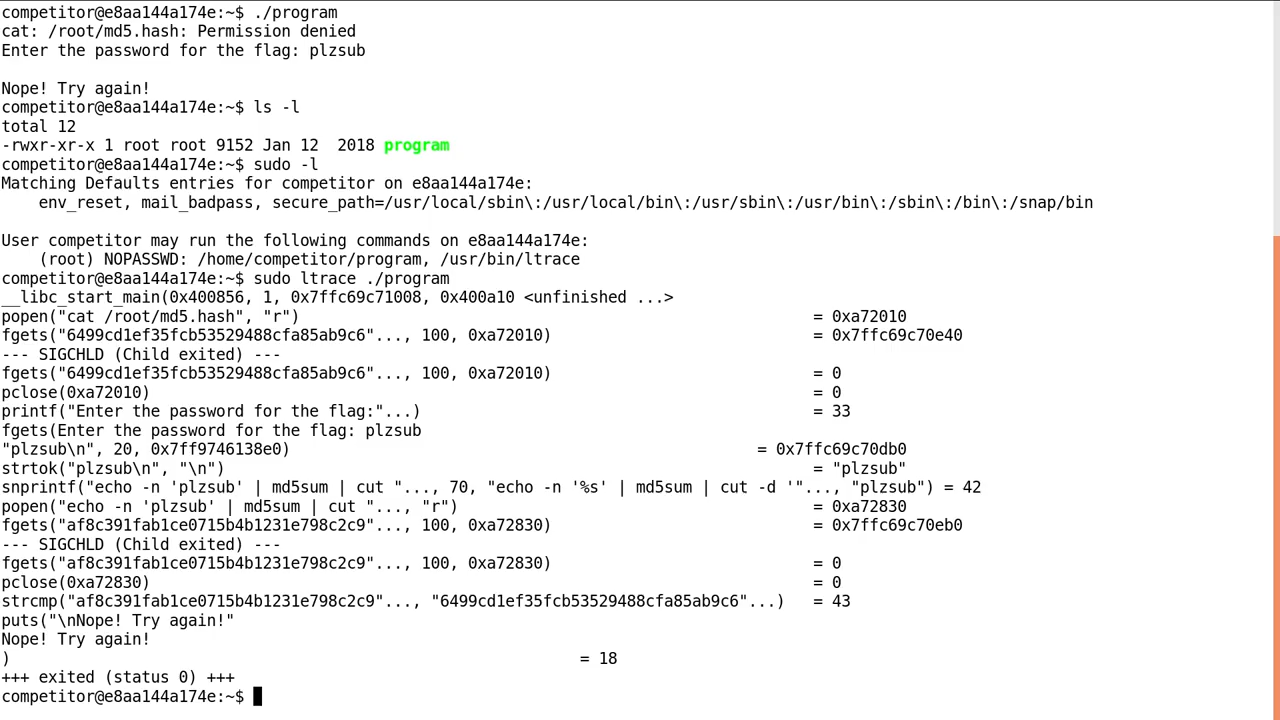 competitor@e8aa144a174e:~$ ./program
cat: /root/md5.hash: Permission denied
Enter the password for the flag: plzsub
Nope! Try again!
competitor@e8aa144a174e:~$ ls -l
total 12
-rwxr-xr-x 1 root root 9152 Jan 12  2018 program
competitor@e8aa144a174e:~$ sudo -l
Matching Defaults entries for competitor on e8aa144a174e:
    env_reset, mail_badpass, secure_path=/usr/local/sbin\:/usr/local/bin\:/usr/sbin\:/usr/bin\:/sbin\:/bin\:/snap/bin
User competitor may run the following commands on e8aa144a174e:
    (root) NOPASSWD: /home/competitor/program, /usr/bin/ltrace
competitor@e8aa144a174e:~$ sudo ltrace ./program
__libc_start_main(0x400856, 1, 0x7ffc69c71008, 0x400a10 <unfinished ...>
popen("cat /root/md5.hash", "r") = 0xa72010
fgets("6499cd1ef35fcb53529488cfa85ab9c6"..., 100, 0xa72010) = 0x7ffc69c70e40
--- SIGCHLD (Child exited) ---
fgets("6499cd1ef35fcb53529488cfa85ab9c6"..., 100, 0xa72010) = 0
pclose(0xa72010) = 0
printf("Enter the password for the flag:"...) = 33
fgets(Enter the password for the flag: plzsub
"plzsub\n", 20, 0x7ff9746138e0) = 0x7ffc69c70db0
strtok("plzsub\n", "\n") = "plzsub"
snprintf("echo -n 'plzsub' | md5sum | cut "..., 70, "echo -n '%s' | md5sum | cut -d '"..., "plzsub") = 42
popen("echo -n 'plzsub' | md5sum | cut "..., "r") = 0xa72830
fgets("af8c391fab1ce0715b4b1231e798c2c9"..., 100, 0xa72830) = 0x7ffc69c70eb0
--- SIGCHLD (Child exited) ---
fgets("af8c391fab1ce0715b4b1231e798c2c9"..., 100, 0xa72830) = 0
pclose(0xa72830) = 0
strcmp("af8c391fab1ce0715b4b1231e798c2c9"..., "6499cd1ef35fcb53529488cfa85ab9c6"...) = 43
puts("\nNope! Try again!"
Nope! Try again!
) = 18
+++ exited (status 0) +++
competitor@e8aa144a174e:~$